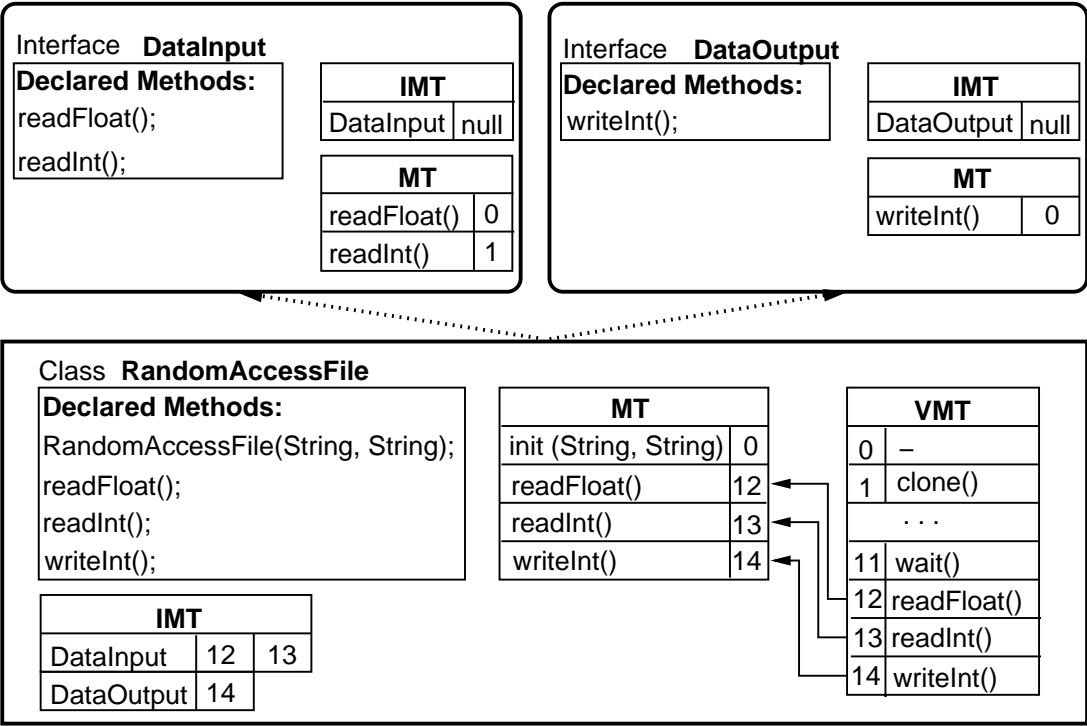 Interface DataInput
Declared Methods:
readFloat();
readInt();
IMT
DataInput null
MT
readFloat() 0
readInt() 1
Interface DataOutput
Declared Methods:
writeInt();
IMT
DataOutput null
MT
writeInt() 0
Class RandomAccessFile
Declared Methods:
RandomAccessFile(String, String);
readFloat();
readInt();
writeInt();
IMT
DataInput 12 13
DataOutput 14
MT
init (String, String) 0
readFloat() 12
readInt() 13
writeInt() 14
VMT
0 –
1 clone()
. . .
11 wait()
12 readFloat()
13 readInt()
14 writeInt()